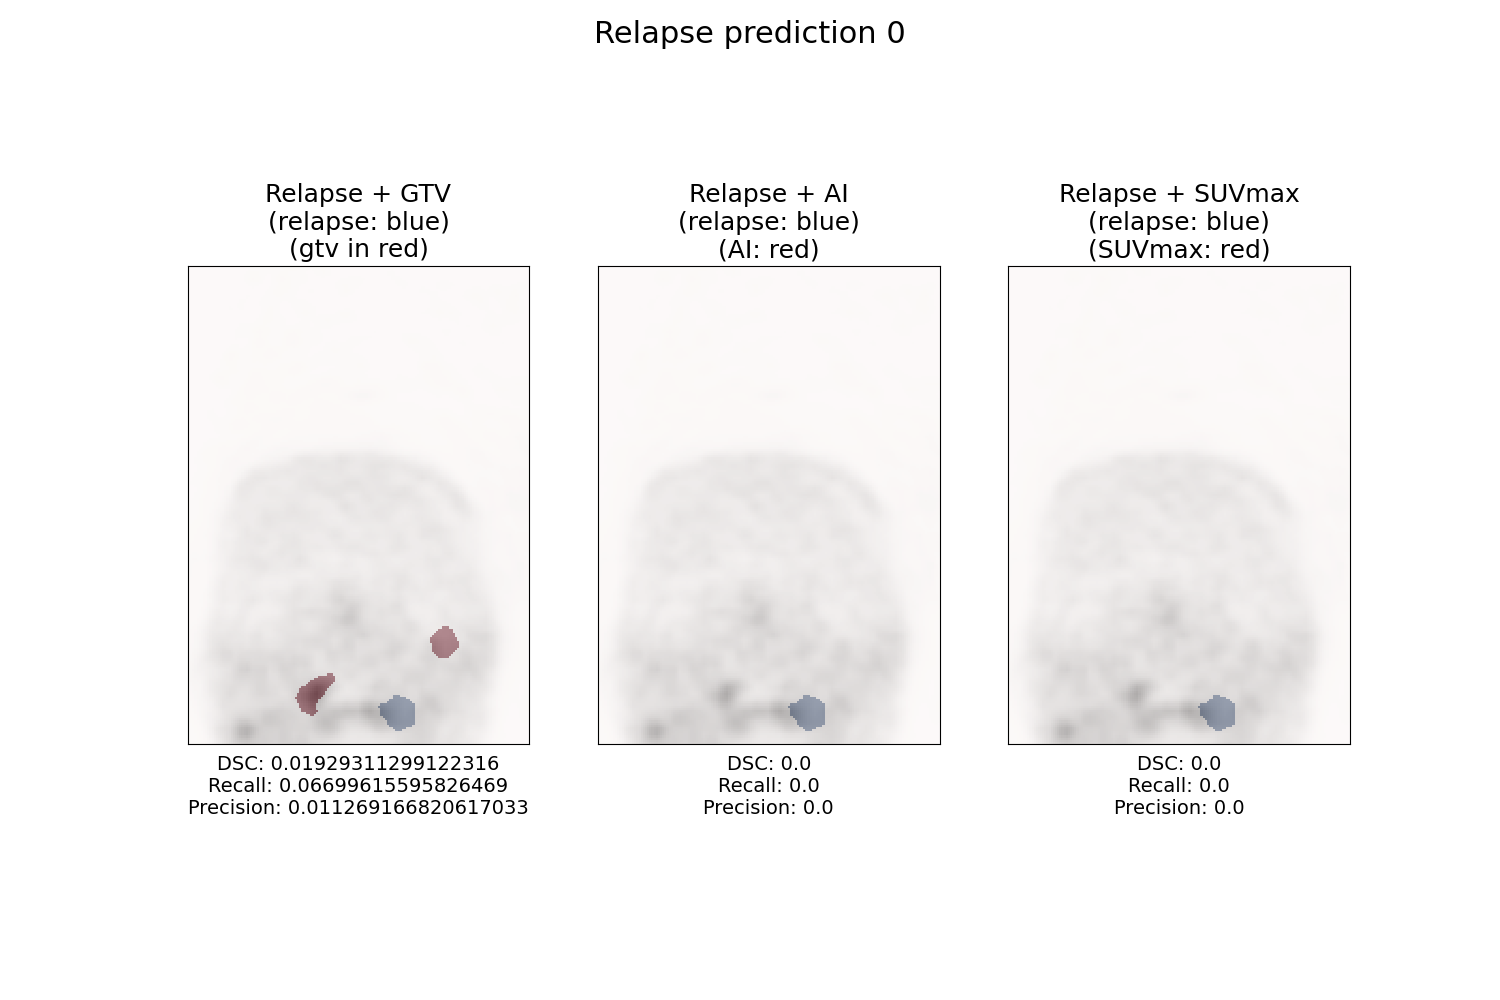 Relapse prediction 0
Relapse + GTV
(relapse: blue)
(gtv in red)
DSC: 0.01929311299122316
Recall: 0.06699615595826469
Precision: 0.011269166820617033
Relapse + AI
(relapse: blue)
(AI: red)
DSC: 0.0
Recall: 0.0
Precision: 0.0
Relapse + SUVmax
(relapse: blue)
(SUVmax: red)
DSC: 0.0
Recall: 0.0
Precision: 0.0